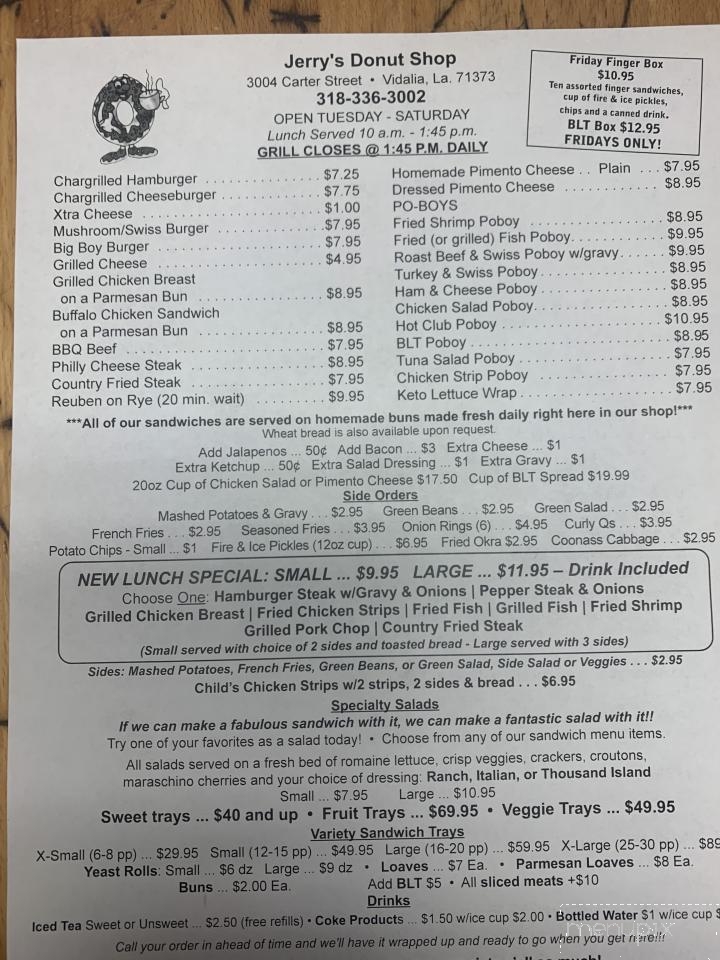 Jerry's Donut Shop
3004 Carter Street • Vidalia, La. 71373
318-336-3002
OPEN TUESDAY - SATURDAY
Lunch Served 10 a.m. - 1:45 p.m.
GRILL CLOSES @ 1:45 P.M. DAILY
Friday Finger Box
$10.95
Ten assorted finger sandwiches,
cup of fire & ice pickles,
chips and a canned drink.
BLT Box $12.95
FRIDAYS ONLY!
Chargrilled Hamburger . . . . . . . . . . . . . . . $7.25
Chargrilled Cheeseburger . . . . . . . . . . . . . $7.75
Xtra Cheese . . . . . . . . . . . . . . . . . . . . . . $1.00
Mushroom/Swiss Burger . . . . . . . . . . . . . $7.95
Big Boy Burger . . . . . . . . . . . . . . . . . . . . $7.95
Grilled Cheese . . . . . . . . . . . . . . . . . . . . $4.95
Grilled Chicken Breast
on a Parmesan Bun . . . . . . . . . . . . . . . $8.95
Buffalo Chicken Sandwich
on a Parmesan Bun . . . . . . . . . . . . . . . $8.95
BBQ Beef . . . . . . . . . . . . . . . . . . . . . . . . $7.95
Philly Cheese Steak . . . . . . . . . . . . . . . . $8.95
Country Fried Steak . . . . . . . . . . . . . . . . $7.95
Reuben on Rye (20 min. wait) . . . . . . . . . $9.95
Homemade Pimento Cheese . . Plain . . . $7.95
Dressed Pimento Cheese . . . . . . . . . . . . $8.95
PO-BOYS
Fried Shrimp Poboy . . . . . . . . . . . . . . . . $8.95
Fried (or grilled) Fish Poboy. . . . . . . . . . . . $9.95
Roast Beef & Swiss Poboy w/gravy. . . . . . $9.95
Turkey & Swiss Poboy . . . . . . . . . . . . . . . $8.95
Ham & Cheese Poboy . . . . . . . . . . . . . . . $8.95
Chicken Salad Poboy. . . . . . . . . . . . . . . . $8.95
Hot Club Poboy . . . . . . . . . . . . . . . . . . . $10.95
BLT Poboy . . . . . . . . . . . . . . . . . . . . . . . $8.95
Tuna Salad Poboy . . . . . . . . . . . . . . . . . . $7.95
Chicken Strip Poboy . . . . . . . . . . . . . . . . $7.95
Keto Lettuce Wrap . . . . . . . . . . . . . . . . . . $7.95
***All of our sandwiches are served on homemade buns made fresh daily right here in our shop!***
Wheat bread is also available upon request.
Add Jalapenos ... 50¢ Add Bacon ... $3 Extra Cheese ... $1
Extra Ketchup ... 50¢ Extra Salad Dressing ... $1 Extra Gravy ... $1
20oz Cup of Chicken Salad or Pimento Cheese $17.50 Cup of BLT Spread $19.99
Side Orders
Mashed Potatoes & Gravy . . . $2.95 Green Beans . . . $2.95 Green Salad . . . $2.95
French Fries . . . $2.95 Seasoned Fries . . . $3.95 Onion Rings (6) . . . $4.95 Curly Qs . . . $3.95
Potato Chips - Small ... $1 Fire & Ice Pickles (12oz cup) . . . $6.95 Fried Okra $2.95 Coonass Cabbage . . . $2.95
NEW LUNCH SPECIAL: SMALL ... $9.95 LARGE ... $11.95 – Drink Included
Choose One: Hamburger Steak w/Gravy & Onions | Pepper Steak & Onions
Grilled Chicken Breast | Fried Chicken Strips | Fried Fish | Grilled Fish | Fried Shrimp
Grilled Pork Chop | Country Fried Steak
(Small served with choice of 2 sides and toasted bread - Large served with 3 sides)
Sides: Mashed Potatoes, French Fries, Green Beans, or Green Salad, Side Salad or Veggies . . . $2.95
Child's Chicken Strips w/2 strips, 2 sides & bread . . . $6.95
Specialty Salads
If we can make a fabulous sandwich with it, we can make a fantastic salad with it!!
Try one of your favorites as a salad today! • Choose from any of our sandwich menu items.
All salads served on a fresh bed of romaine lettuce, crisp veggies, crackers, croutons,
maraschino cherries and your choice of dressing: Ranch, Italian, or Thousand Island
Small ... $7.95 Large ... $10.95
Sweet trays ... $40 and up • Fruit Trays ... $69.95 • Veggie Trays ... $49.95
Variety Sandwich Trays
X-Small (6-8 pp) ... $29.95 Small (12-15 pp) ... $49.95 Large (16-20 pp) ... $59.95 X-Large (25-30 pp) ... $89
Yeast Rolls: Small ... $6 dz Large ... $9 dz • Loaves ... $7 Ea. • Parmesan Loaves ... $8 Ea.
Buns ... $2.00 Ea. Add BLT $5 • All sliced meats +$10
Drinks
Iced Tea Sweet or Unsweet ... $2.50 (free refills) • Coke Products ... $1.50 w/ice cup $2.00 • Bottled Water $1 w/ice cup $
Call your order in ahead of time and we'll have it wrapped up and ready to go when you get here!!!
menupix